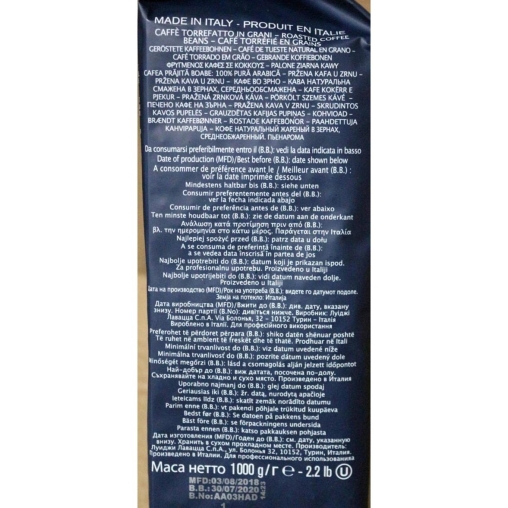 MADE IN ITALY - PRODUIT EN ITALIE
CAFFÈ TORREFATTO IN GRANI - ROASTED COFFEE
BEANS - CAFÉ TORRÉFIÉ EN GRAINS
GERÖSTETE KAFFEEBOHNEN - CAFÉ DE TUESTE NATURAL EN GRANO -
CAFÉ TORRADO EM GRÃO - GEBRANDE KOFFIEBONEN
ΦΡΥΓΜΕΝΟΣ ΚΑΦΕΣ ΣΕ ΚΟΚΚΟΥΣ - PALONE ZIARNA KAWY
CAFEA PRĂJITĂ BOABE: 100% PURĂ ARABICĂ - PRŽENA KAFA U ZRNU -
PRŽENA KAVA U ZRNU - КАФЕ ВО ЗРНО - КАВА НАТУРАЛЬНА
СМАЖЕНА В ЗЕРНАХ, СЕРЕДНЬООБСМАЖЕНА - KAFE KOKËRR E
PJEKUR - PRAŽENÁ ZRNKOVÁ KÁVA - PÖRKÖLT SZEMES KÁVÉ -
ПЕЧЕНО КАФЕ НА ЗЪРНА - PRAŽENA KAVA V ZRNU - SKRUDINTOS
KAVOS PUPELĖS - GRAUZDĒTAS KAFIJAS PUPIŅAS - KOHVIOAD -
BRÆNDT KAFFEBØNNER - ROSTADE KAFFEBÖNOR - PAAHDETTUJA
KAHVIPAPUJA - КОФЕ НАТУРАЛЬНЫЙ ЖАРЕНЫЙ В ЗЕРНАХ,
СРЕДНЕОБЖАРЕННЫЙ. ПЬЕНАРОМА
Da consumarsi preferibilmente entro il (B.B.): vedi la data indicata in basso
Date of production (MFD)/Best before (B.B.): date shown below
A consommer de préférence avant le / Meilleur avant (B.B.):
voir la date imprimée dessous
Mindestens haltbar bis (B.B.): siehe unten
Consumir preferentemente antes del (B.B.):
ver la fecha indicada abajo
Consumir de preferência antes de (B.B.): ver abaixo
Ten minste houdbaar tot (B.B.): zie de datum aan de onderkant
Ανάλωση κατά προτίμηση πριν από (B.B.):
βλ. την ημερομηνία στο κάτω μέρος. Παράγεται στην Ιταλία
Najlepiej spożyć przed (B.B.): patrz data w dołu
A se consuma de preferință înainte de (B.B.):
a se vedea data înscrisă in partea de jos
Najbolje upotrebiti do (B.B.): datum koji je prikazan ispod.
Za profesionalnu upotrebu. Proizvedeno u Italiji
Najbolje upotrijebiti do (B.B.): vidi datum naveden dolje.
Proizvedeno u Italiji
Дата на производство (MFD)/Рок на употреба (B.B.): видете го датумот подолу.
Земја на потекло: Италија
Дата виробництва (MFD)/Вжити до (B.B.): див. дату, вказану
знизу. Номер партії (B.No) дивіться нижче. Виробник: Луїджі
Лавацца С.п.А. Via Bolonья, 32 - 10152 Турин - Італія
Вироблено в Італії. Для професійного використання
Preferohet të përdoret përpara (B.B.): shiko datën shënuar poshtë
Të ruhet në ambient të freskët dhe të thatë. Prodhuar në Itali
Minimální trvanlivost do (B.B.): viz datum uvedené níže
Minimálna trvanlivosť do (B.B.): pozrite dátum uvedený dole
Minőségét megőrzi (B.B.): lásd a csomagolás alján jelzett időpontot
Най-добър до (B.B.): виж датата, посочена по-долу.
Съхранявайте на хладно и сухо място. Произведено в Италия
Uporabno najmanj do (B.B.): glej datum spodaj
Geriausias iki (B.B.): žr. datą, nurodytą apačioje
Ieteicams līdz (B.B.): skatīt zemāk norādīto datumu
Parim enne (B.B.): vt pakendi põhjale trükitud kuupäeva
Bedst før (B.B.): Se datoen på pakkens bund
Bäst före (B.B.): se förpackningens undersida
Parasta ennen (B.B.): katso pakkauksen pohjasta
Дата изготовления (MFD)/Годен до (B.B.): см. дату, указанную
внизу. Хранить в сухом прохладном месте. Производитель:
Луиджи Лавацца С.п.А. Для профессионального использования
Маса нетто 1000 g/г e - 2.2 lb U
MFD:03/08/2018
B.B.:30/07/2020
B.No:AA03HAD